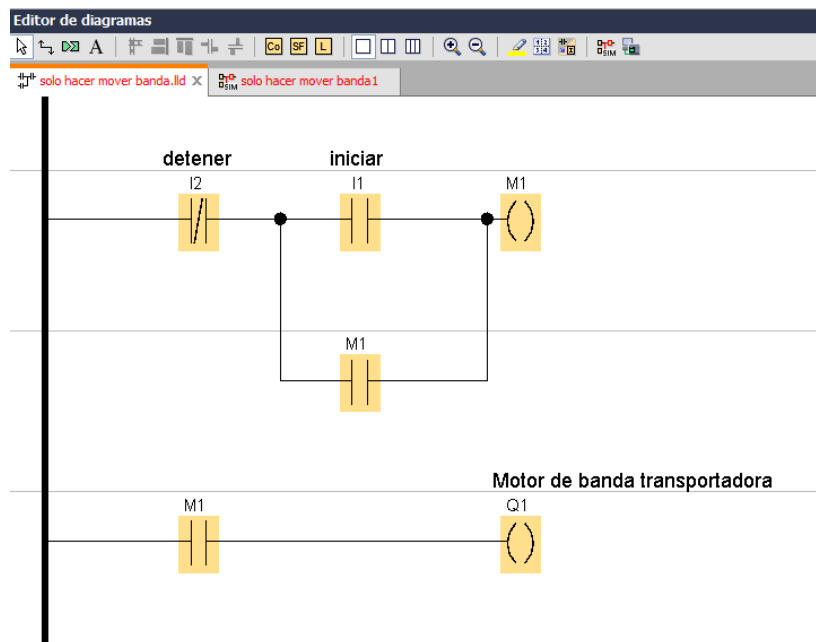 Editor de diagramas
A Co SF L
solo hacer mover banda.lld X solo hacer mover banda1
detener iniciar
I2 I1 M1
M1
Motor de banda transportadora
M1 Q1